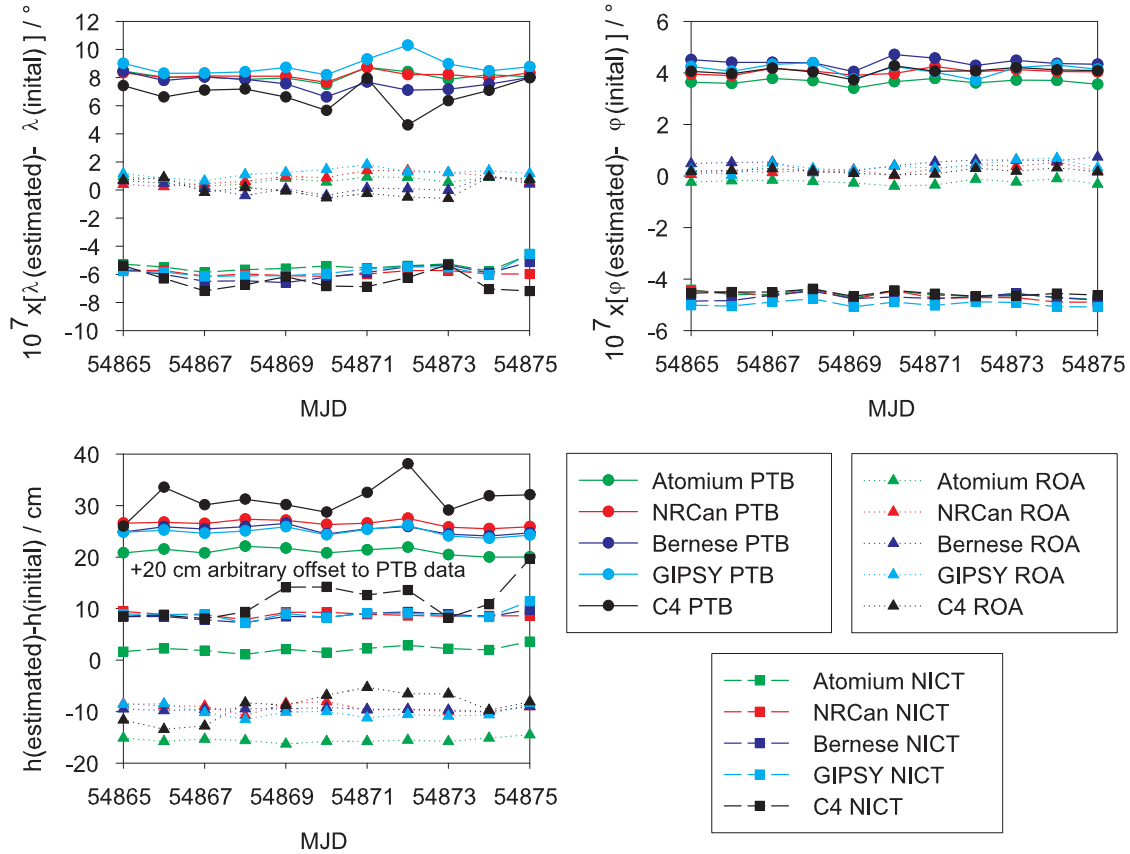 10^7 x[λ(estimated)- λ(inital)] / °
12
10
8
6
4
2
0
-2
-4
-6
-8
-10
54865 54867 54869 54871 54873 54875
MJD
10^7 x[φ(estimated)- φ(inital)] / °
6
4
2
0
-2
-4
-6
54865 54867 54869 54871 54873 54875
MJD
h(estimated)-h(initial) / cm
40
30
20
+20 cm arbitrary offset to PTB data
10
0
-10
-20
54865 54867 54869 54871 54873 54875
MJD
Atomium PTB
NRCan PTB
Bernese PTB
GIPSY PTB
C4 PTB
Atomium ROA
NRCan ROA
Bernese ROA
GIPSY ROA
C4 ROA
Atomium NICT
NRCan NICT
Bernese NICT
GIPSY NICT
C4 NICT